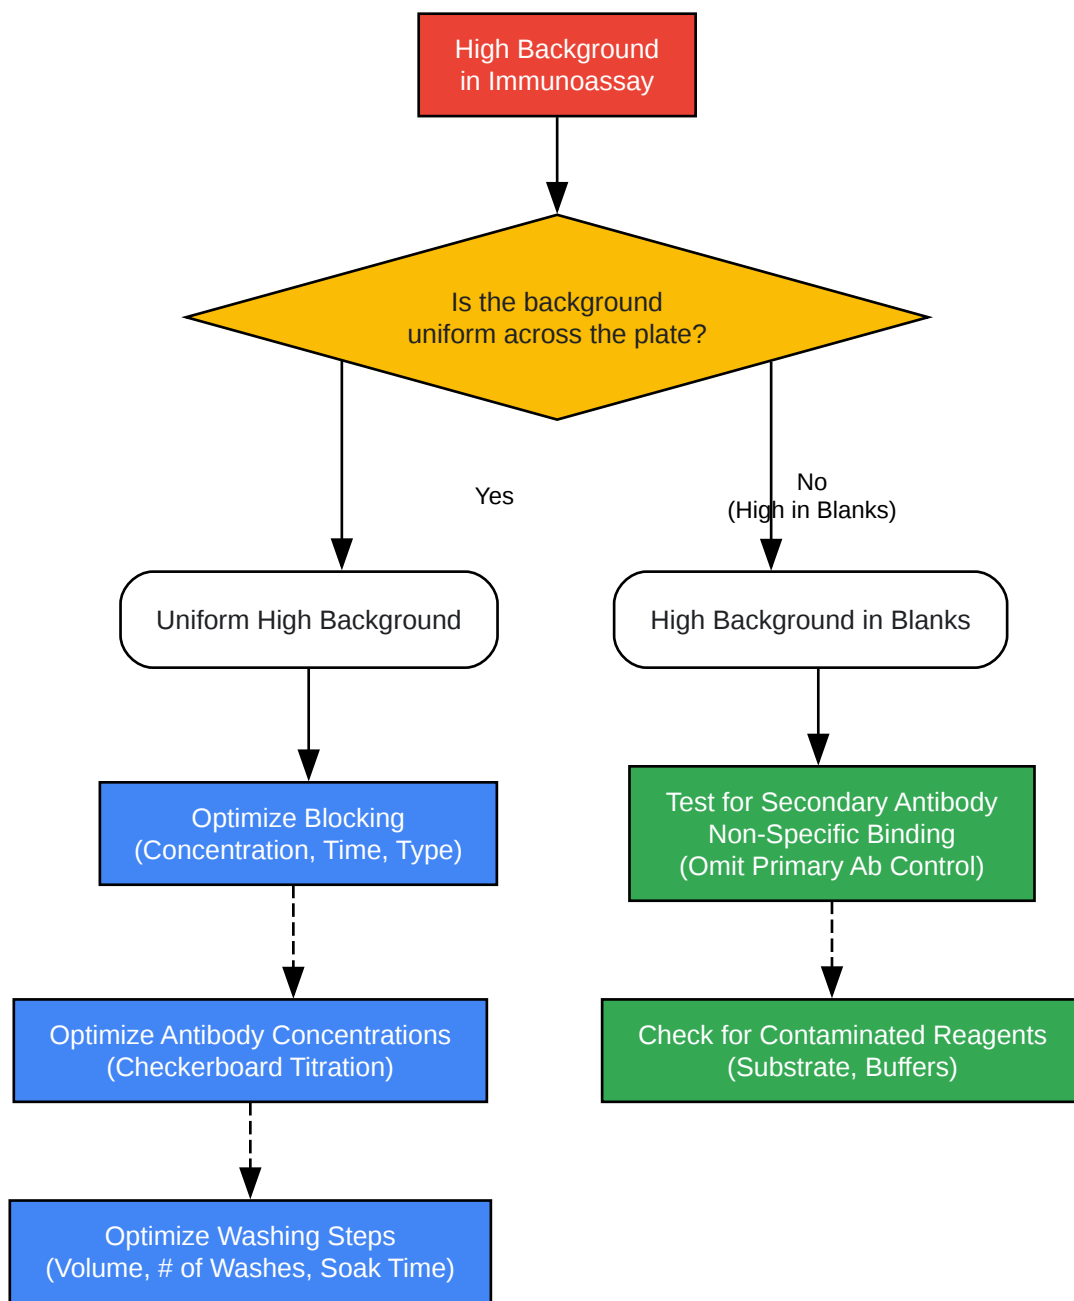 High Background
in Immunoassay
Is the background
uniform across the plate?
Yes
No
(High in Blanks)
Uniform High Background
High Background in Blanks
Optimize Blocking
(Concentration, Time, Type)
Test for Secondary Antibody
Non-Specific Binding
(Omit Primary Ab Control)
Optimize Antibody Concentrations
(Checkerboard Titration)
Check for Contaminated Reagents
(Substrate, Buffers)
Optimize Washing Steps
(Volume, # of Washes, Soak Time)